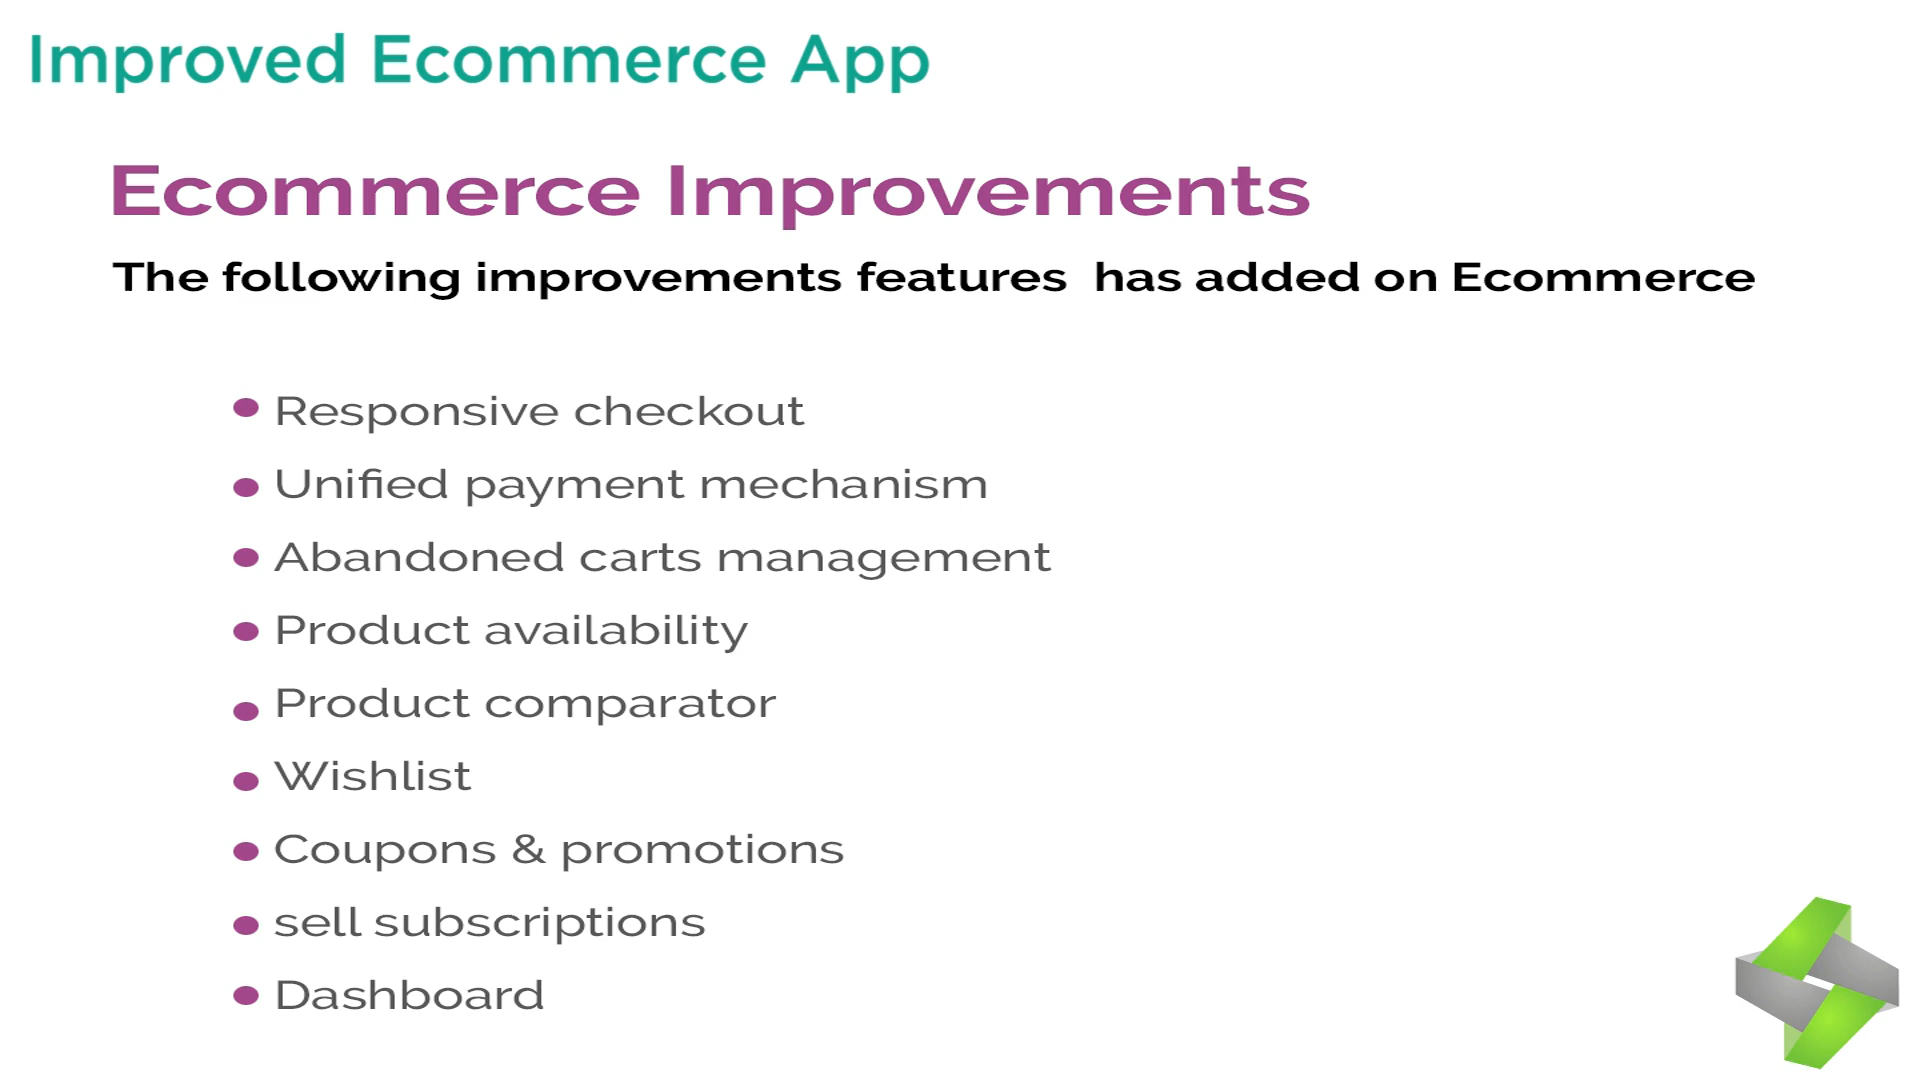 Improved Ecommerce App
Ecommerce Improvements
The following improvements features has added on Ecommerce
Responsive checkout
Unified payment mechanism
Abandoned carts management
Product availability
Product comparator
Wishlist
Coupons & promotions
sell subscriptions
Dashboard